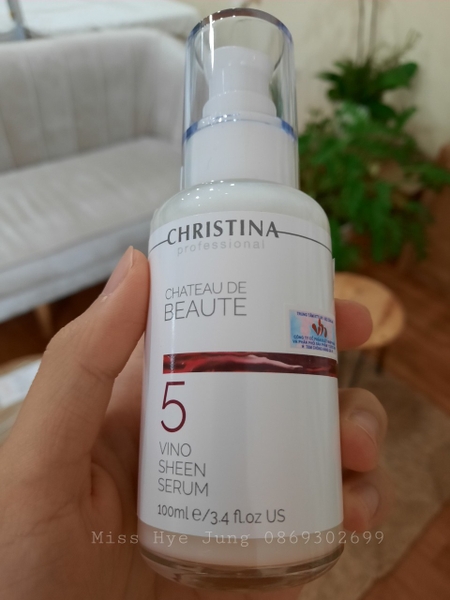 CHRISTINA
professional
CHATEAU DE
BEAUTE
5
VINO
SHEEN
SERUM
100ml e/3.4 fl.oz US
Miss Hye Jung 0869302699